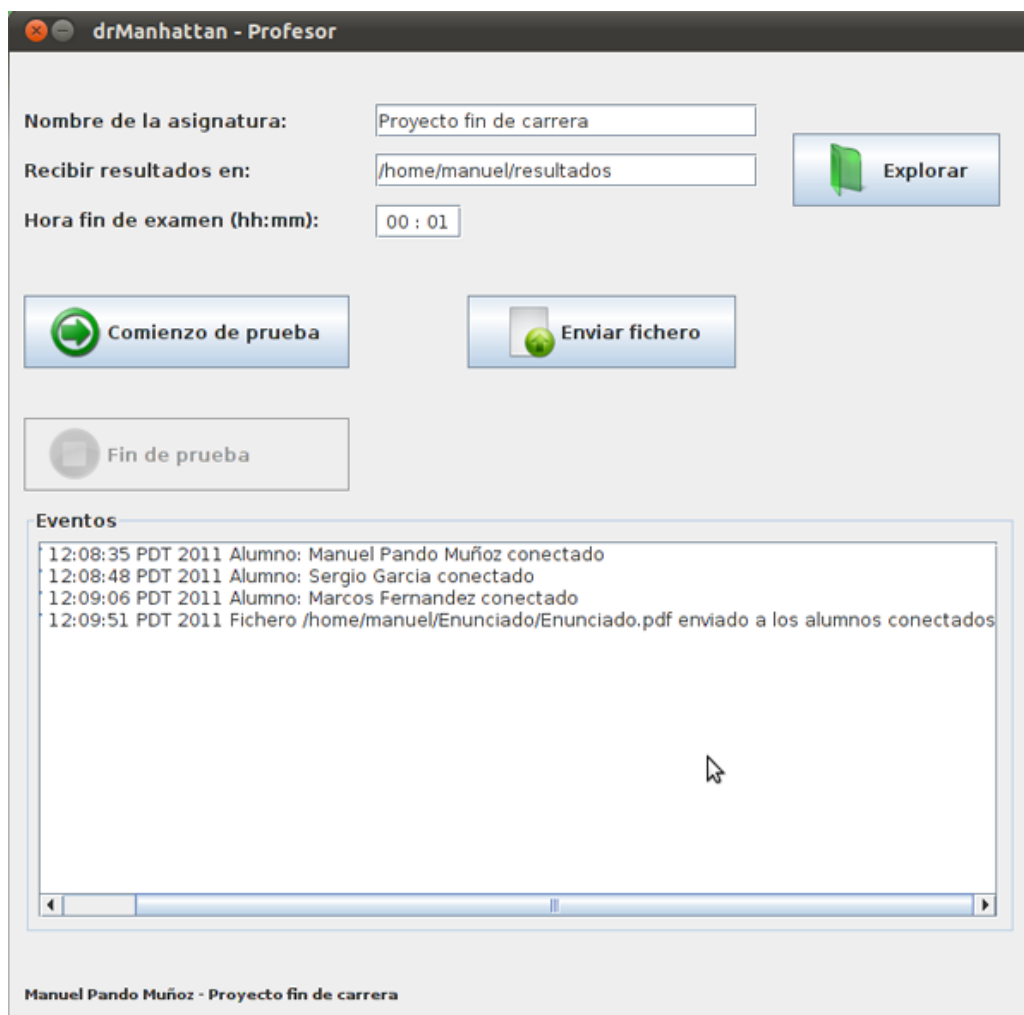 drManhattan - Profesor
Nombre de la asignatura: Proyecto fin de carrera
Recibir resultados en: /home/manuel/resultados
Explorar
Hora fin de examen (hh:mm): 00 : 01
Comienzo de prueba
Enviar fichero
Fin de prueba
Eventos
12:08:35 PDT 2011 Alumno: Manuel Pando Muñoz conectado
12:08:48 PDT 2011 Alumno: Sergio Garcia conectado
12:09:06 PDT 2011 Alumno: Marcos Fernandez conectado
12:09:51 PDT 2011 Fichero /home/manuel/Enunciado/Enunciado.pdf enviado a los alumnos conectados
Manuel Pando Muñoz - Proyecto fin de carrera